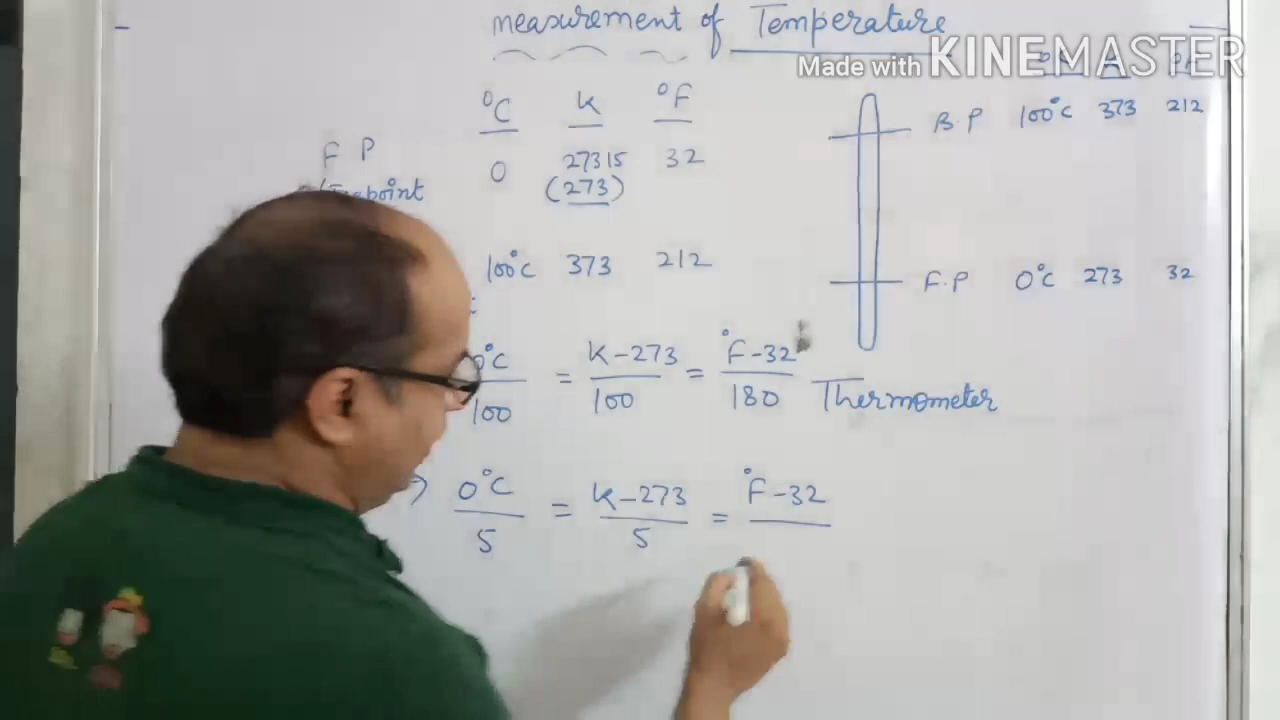 measurement of Temperature
Made with KINEMASTER
°C K °F
B.P 100°C 373 212
F P
0 27315 32
(273)
100°C 373 212
F.P 0°C 273 32
°C/100 = K-273/100 = °F-32/180
Thermometer
0°C/5 = K-273/5 = °F-32